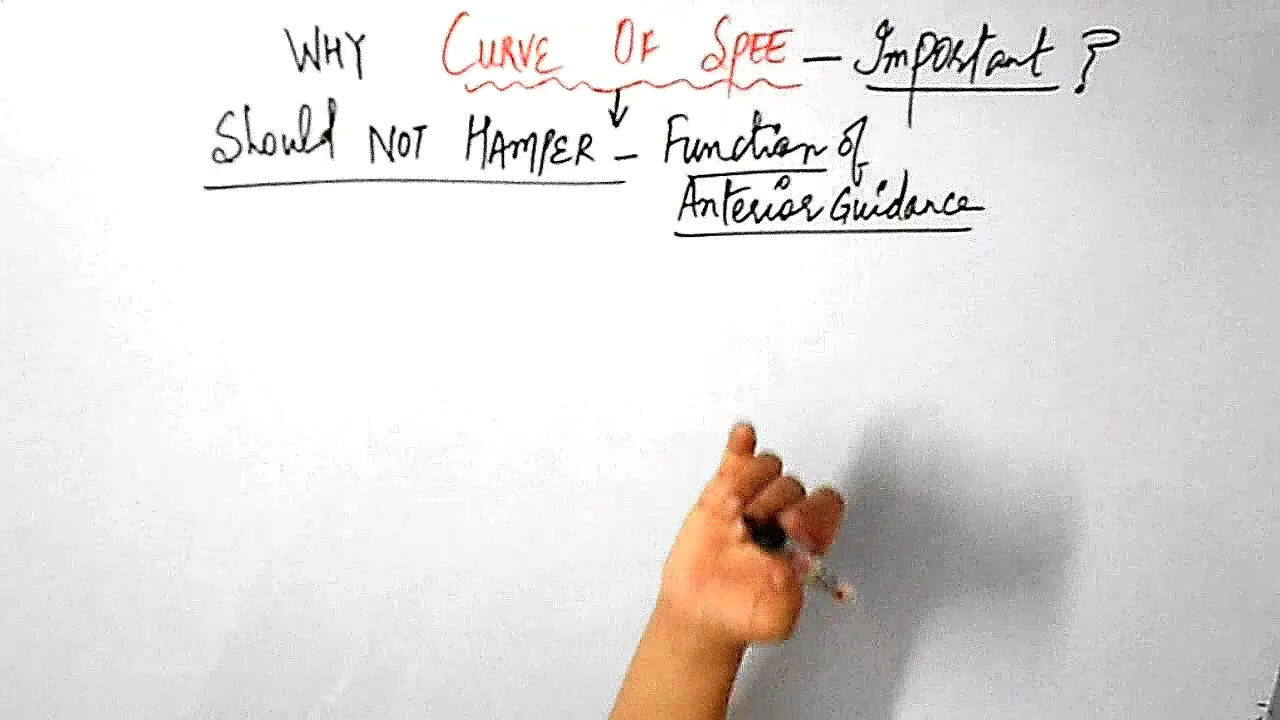 WHY CURVE OF SPEE - Important ?
Should NOT HAMPER - Function of
Anterior Guidance